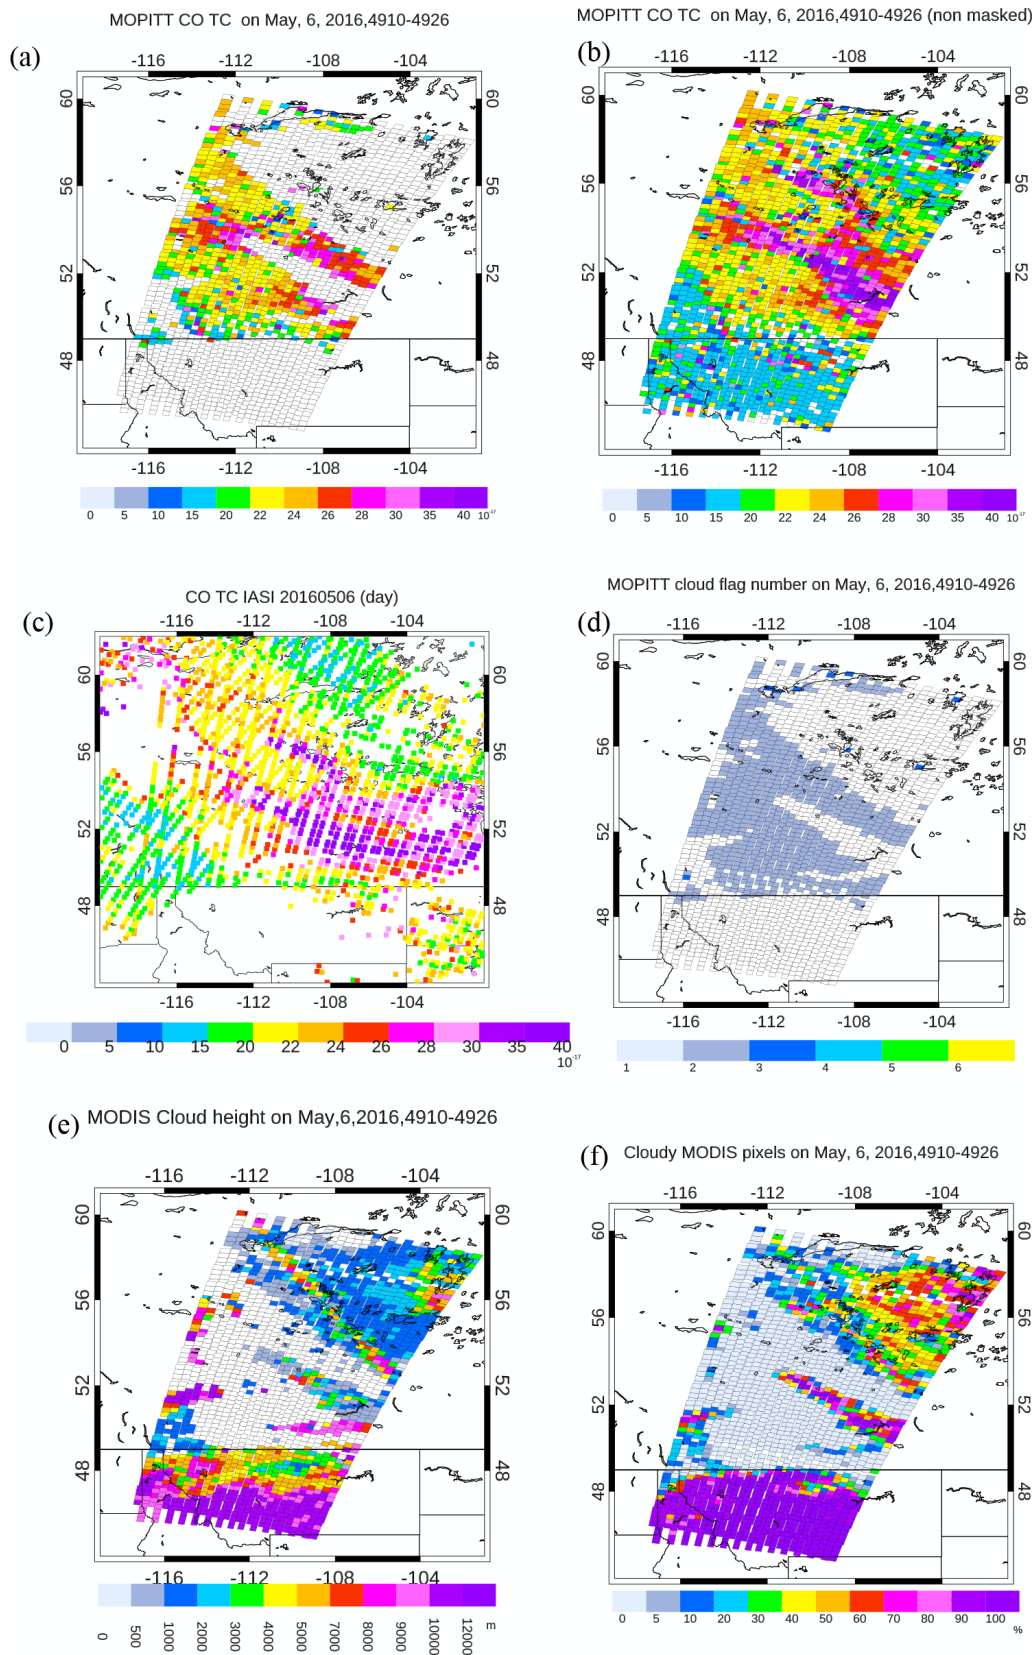 MOPITT CO TC on May, 6, 2016,4910-4926
(a)
-116 -112 -108 -104
60 60
56 56
52 52
48 48
-116 -112 -108 -104
0 5 10 15 20 22 24 26 28 30 35 40 10⁻¹⁷
MOPITT CO TC on May, 6, 2016,4910-4926 (non masked)
(b)
-116 -112 -108 -104
60 60
56 56
52 52
48 48
-116 -112 -108 -104
0 5 10 15 20 22 24 26 28 30 35 40 10⁻¹⁷
CO TC IASI 20160506 (day)
(c)
-116 -112 -108 -104
60 60
56 56
52 52
48 48
-116 -112 -108 -104
0 5 10 15 20 22 24 26 28 30 35 40
10⁻¹⁷
MOPITT cloud flag number on May, 6, 2016,4910-4926
(d)
-116 -112 -108 -104
60 60
56 56
52 52
48 48
-116 -112 -108 -104
1 2 3 4 5 6
MODIS Cloud height on May,6,2016,4910-4926
(e)
-116 -112 -108 -104
60 60
56 56
52 52
48 48
-116 -112 -108 -104
0 500 1000 2000 3000 4000 5000 7000 8000 9000 10000 12000 m
Cloudy MODIS pixels on May, 6, 2016,4910-4926
(f)
-116 -112 -108 -104
60 60
56 56
52 52
48 48
-116 -112 -108 -104
0 5 10 20 30 40 50 60 70 80 90 100
%